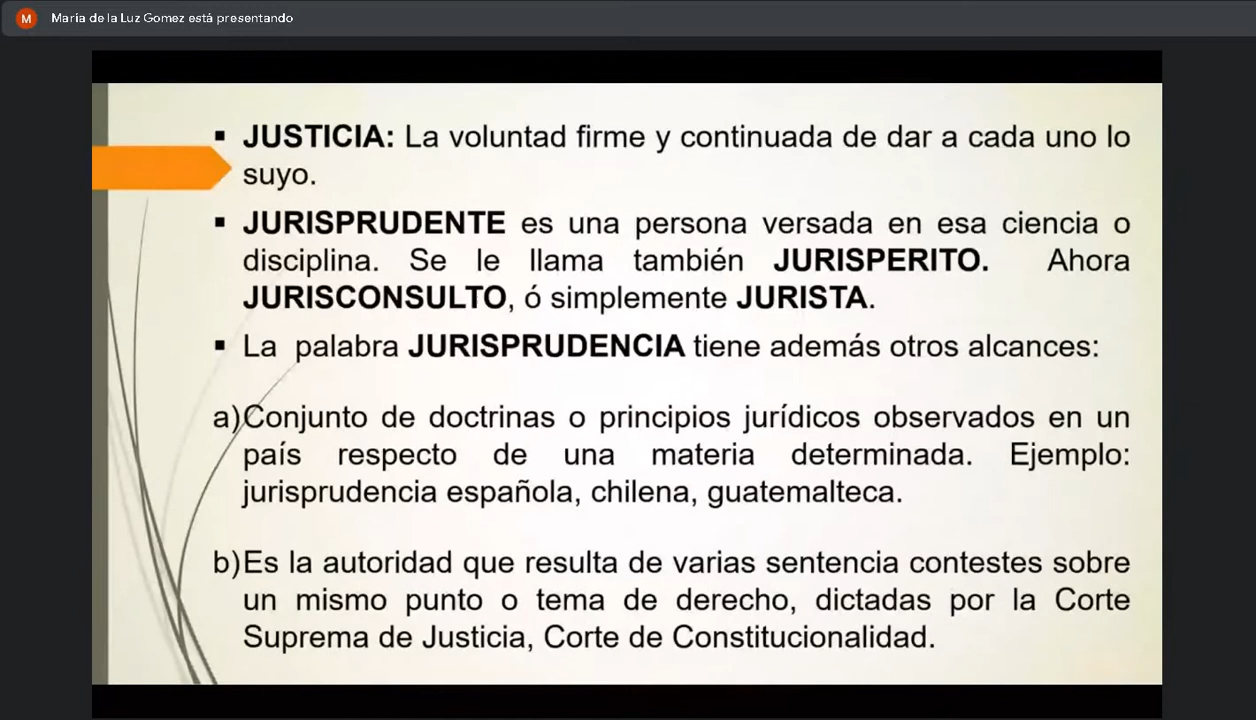 M María de la Luz Gomez está presentando
▪ JUSTICIA: La voluntad firme y continuada de dar a cada uno lo
suyo.
▪ JURISPRUDENTE es una persona versada en esa ciencia o
disciplina. Se le llama también JURISPERITO. Ahora
JURISCONSULTO, ó simplemente JURISTA.
▪ La palabra JURISPRUDENCIA tiene además otros alcances:
a)Conjunto de doctrinas o principios jurídicos observados en un
país respecto de una materia determinada. Ejemplo:
jurisprudencia española, chilena, guatemalteca.
b)Es la autoridad que resulta de varias sentencia contestes sobre
un mismo punto o tema de derecho, dictadas por la Corte
Suprema de Justicia, Corte de Constitucionalidad.